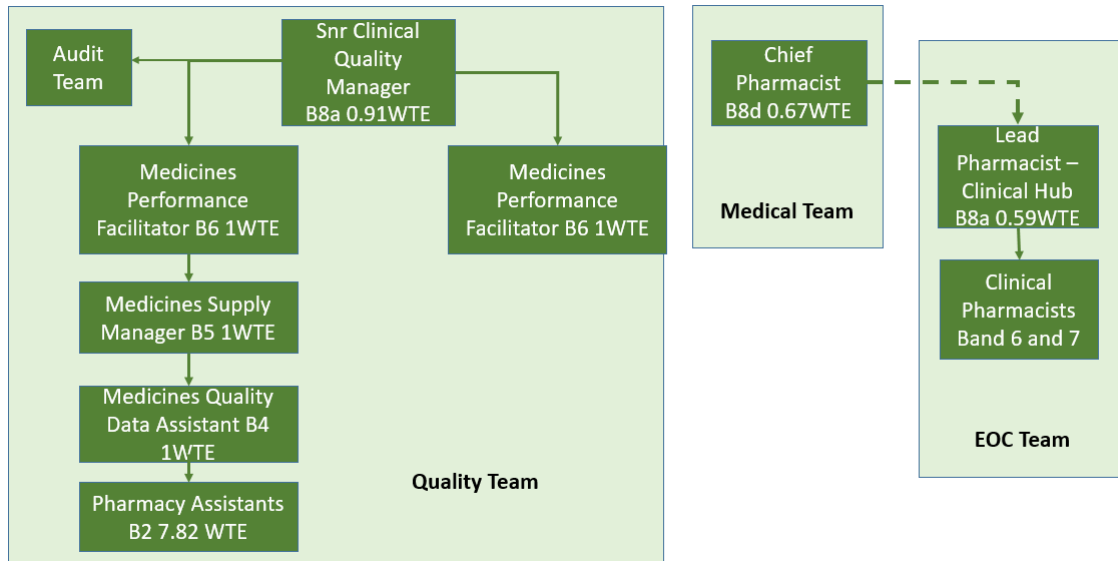 Audit
Team
Snr Clinical
Quality
Manager
B8a 0.91WTE
Medicines
Performance
Facilitator B6 1WTE
Medicines
Performance
Facilitator B6 1WTE
Medicines Supply
Manager B5 1WTE
Medicines Quality
Data Assistant B4
1WTE
Pharmacy Assistants
B2 7.82 WTE
Quality Team
Chief
Pharmacist
B8d 0.67WTE
Medical Team
Lead
Pharmacist –
Clinical Hub
B8a 0.59WTE
Clinical
Pharmacists
Band 6 and 7
EOC Team